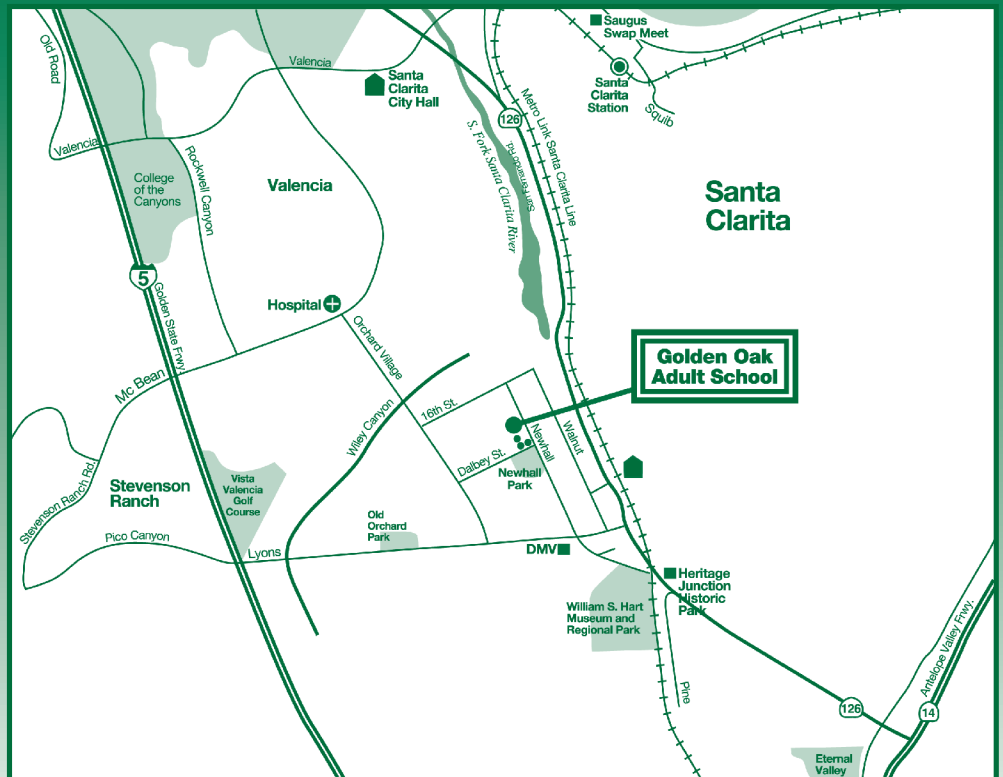 Old Road
Valencia
Santa
Clarita
City Hall
Saugus
Swap Meet
Santa
Clarita
Station
Squib
126
Metro Link Santa Clarita Line
San Fernando Rd.
S. Fork Santa Clarita River
Valencia
College
of the
Canyons
Rockwell Canyon
Valencia
Santa
Clarita
5
Golden State Frwy.
Hospital
Orchard Village
Mc Bean
Golden Oak
Adult School
16th St.
Wiley Canyon
Newhall
Walnut
Dalbey St.
Newhall
Park
Stevenson Ranch Rd.
Stevenson
Ranch
Vista
Valencia
Golf
Course
Old
Orchard
Park
Pico Canyon
Lyons
DMV
Heritage
Junction
Historic
Park
William S. Hart
Museum and
Regional Park
Pine
Antelope Valley Frwy.
126
14
Eternal
Valley